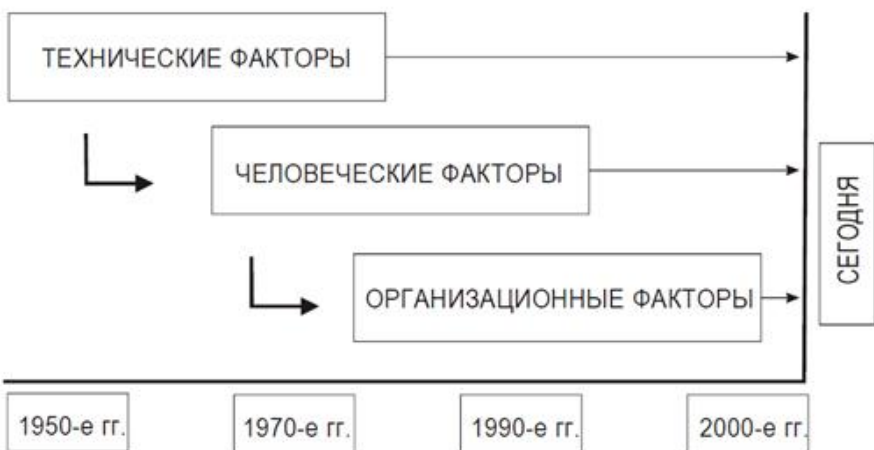 ТЕХНИЧЕСКИЕ ФАКТОРЫ
ЧЕЛОВЕЧЕСКИЕ ФАКТОРЫ
ОРГАНИЗАЦИОННЫЕ ФАКТОРЫ
СЕГОДНЯ
1950-е гг.
1970-е гг.
1990-е гг.
2000-е гг.